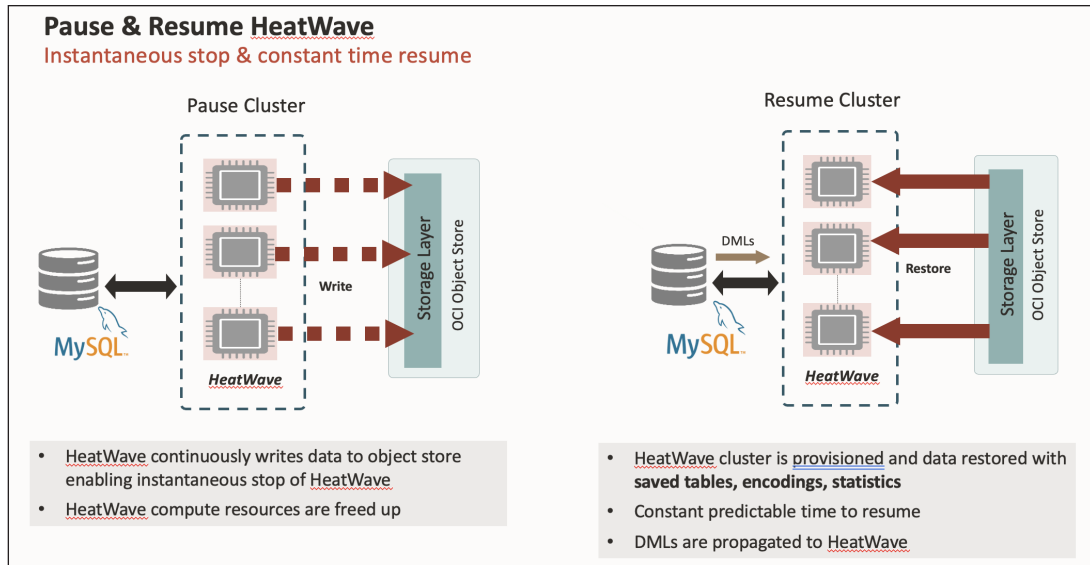 Pause & Resume HeatWave
Instantaneous stop & constant time resume
Pause Cluster
Write
Storage Layer
OCI Object Store
MySQL™
HeatWave
• HeatWave continuously writes data to object store
enabling instantaneous stop of HeatWave
• HeatWave compute resources are freed up
Resume Cluster
DMLs
Restore
Storage Layer
OCI Object Store
MySQL™
HeatWave
• HeatWave cluster is provisioned and data restored with
saved tables, encodings, statistics
• Constant predictable time to resume
• DMLs are propagated to HeatWave